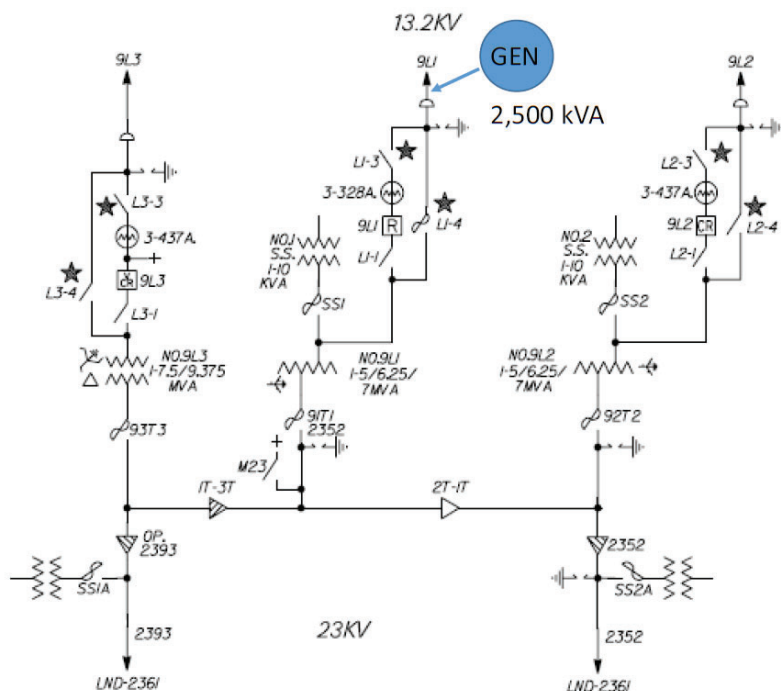 13.2KV
9L3
9L1
GEN
9L2
2,500 kVA
L1-3
L2-3
3-328A.
3-437A.
L3-3
3-437A.
9L1
R
L1-4
9L2
CR
L2-4
NO.1
S.S.
1-10
KVA
NO.2
S.S.
1-10
KVA
L1-1
L2-1
L3-4
V
CR
9L3
L3-1
SS1
SS2
NO.9L3
1-7.5/9.375
MVA
NO.9L1
1-5/6.25/
7MVA
NO.9L2
1-5/6.25/
7MVA
93T3
91T1
2352
92T2
M23
1T-3T
2T-1T
OP.
2393
2352
SS1A
SS2A
23KV
2393
2352
LND-2361
LND-2361